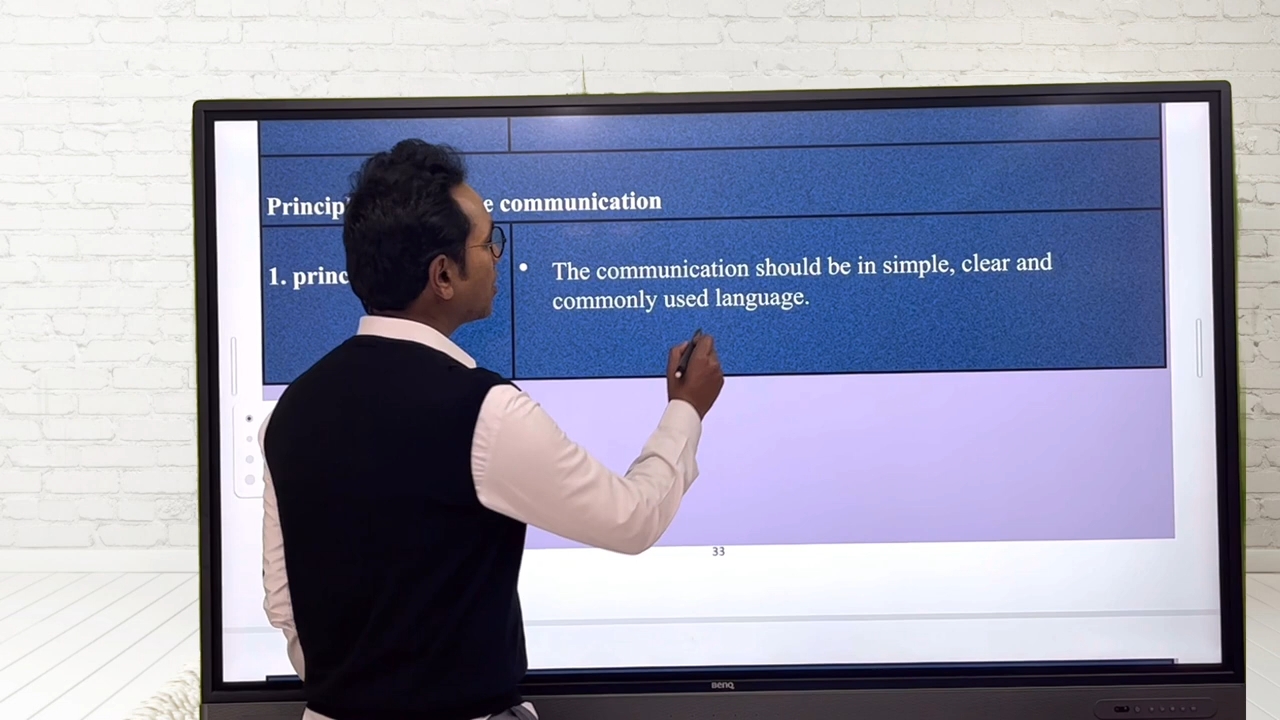 Princip e communication
1. princ
• The communication should be in simple, clear and
commonly used language.
33
BenQ